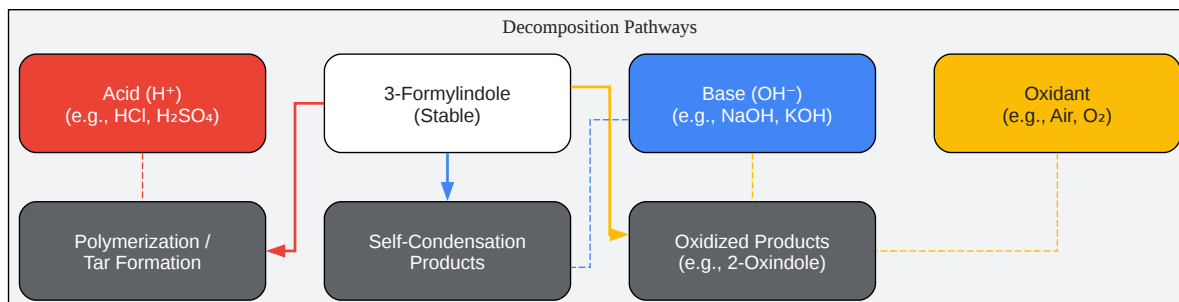 Decomposition Pathways
Acid (H⁺)
(e.g., HCl, H₂SO₄)
3-Formylindole
(Stable)
Base (OH⁻)
(e.g., NaOH, KOH)
Oxidant
(e.g., Air, O₂)
Polymerization /
Tar Formation
Self-Condensation
Products
Oxidized Products
(e.g., 2-Oxindole)